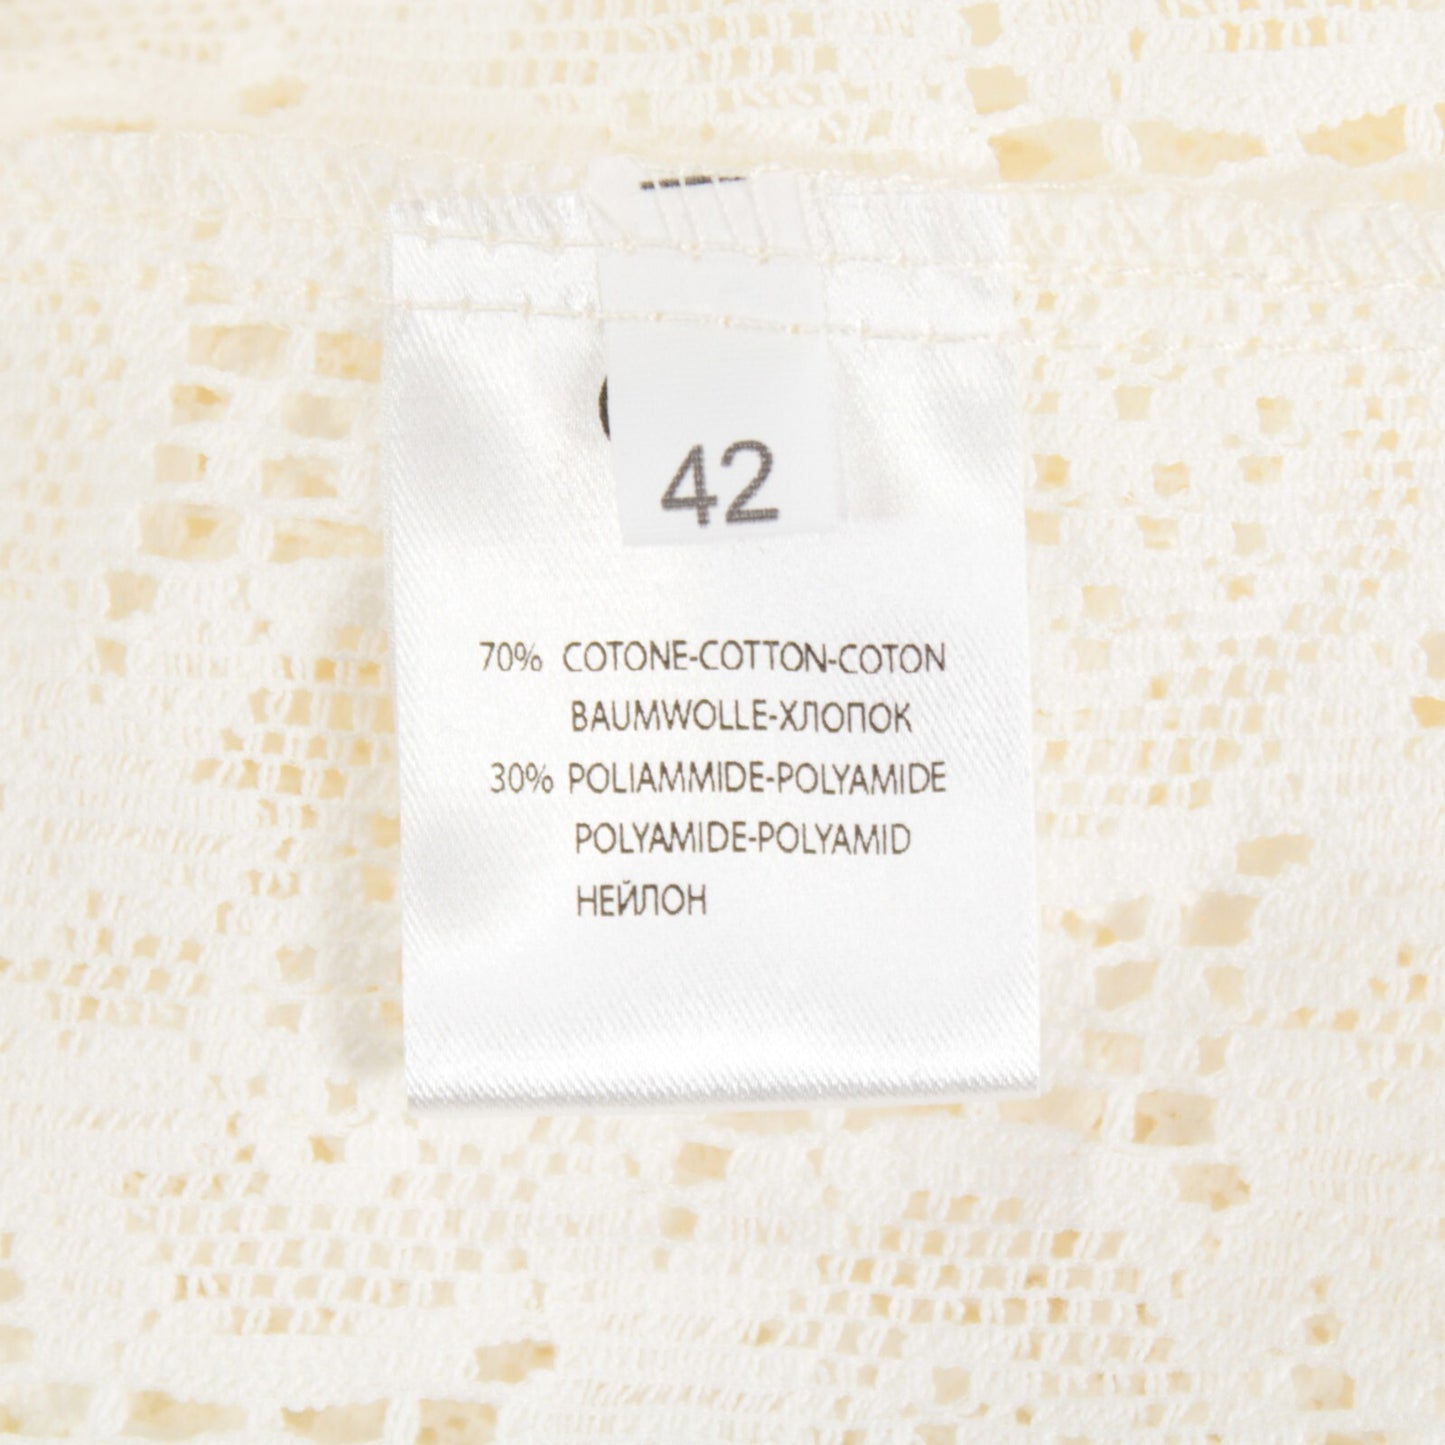 42
70% COTONE-COTTON-COTON
BAUMWOLLE-ХЛОПОК
30% POLIAMMIDE-POLYAMIDE
POLYAMIDE-POLYAMID
НЕЙЛОН